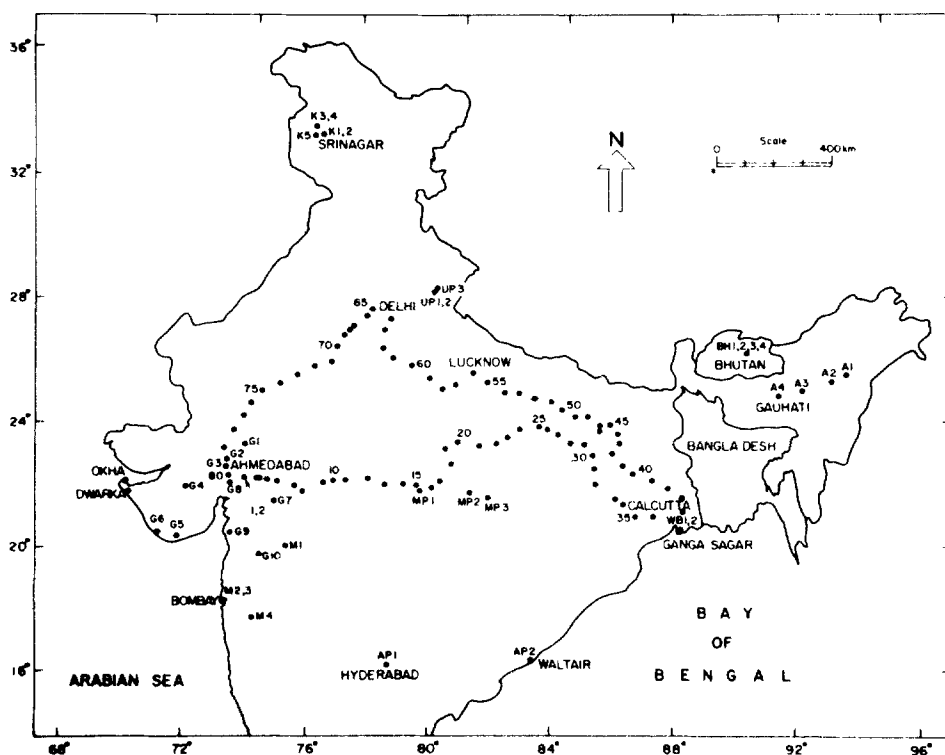 36°
32°
28°
24°
20°
16°
68°
72°
76°
80°
84°
88°
92°
96°
N
Scale
0
400km
K3,4
K5
K1,2
SRINAGAR
65
DELHI
UP3
UP1,2
70
60
LUCKNOW
55
75
50
45
BH1,2,3,4
BHUTAN
A4
A3
A2
A1
GAUHATI
BANGLA DESH
25
20
30
40
G1
G2
G3
AHMEDABAD
OKHA
DWARKA
G4
G8
1,2
G7
10
15
MP1
MP2
MP3
CALCUTTA
35
WB1,2
GANGA SAGAR
G6
G5
G9
M1
G10
M2,3
BOMBAY
M4
AP1
HYDERABAD
AP2
WALTAIR
ARABIAN SEA
BAY
OF
BENGAL